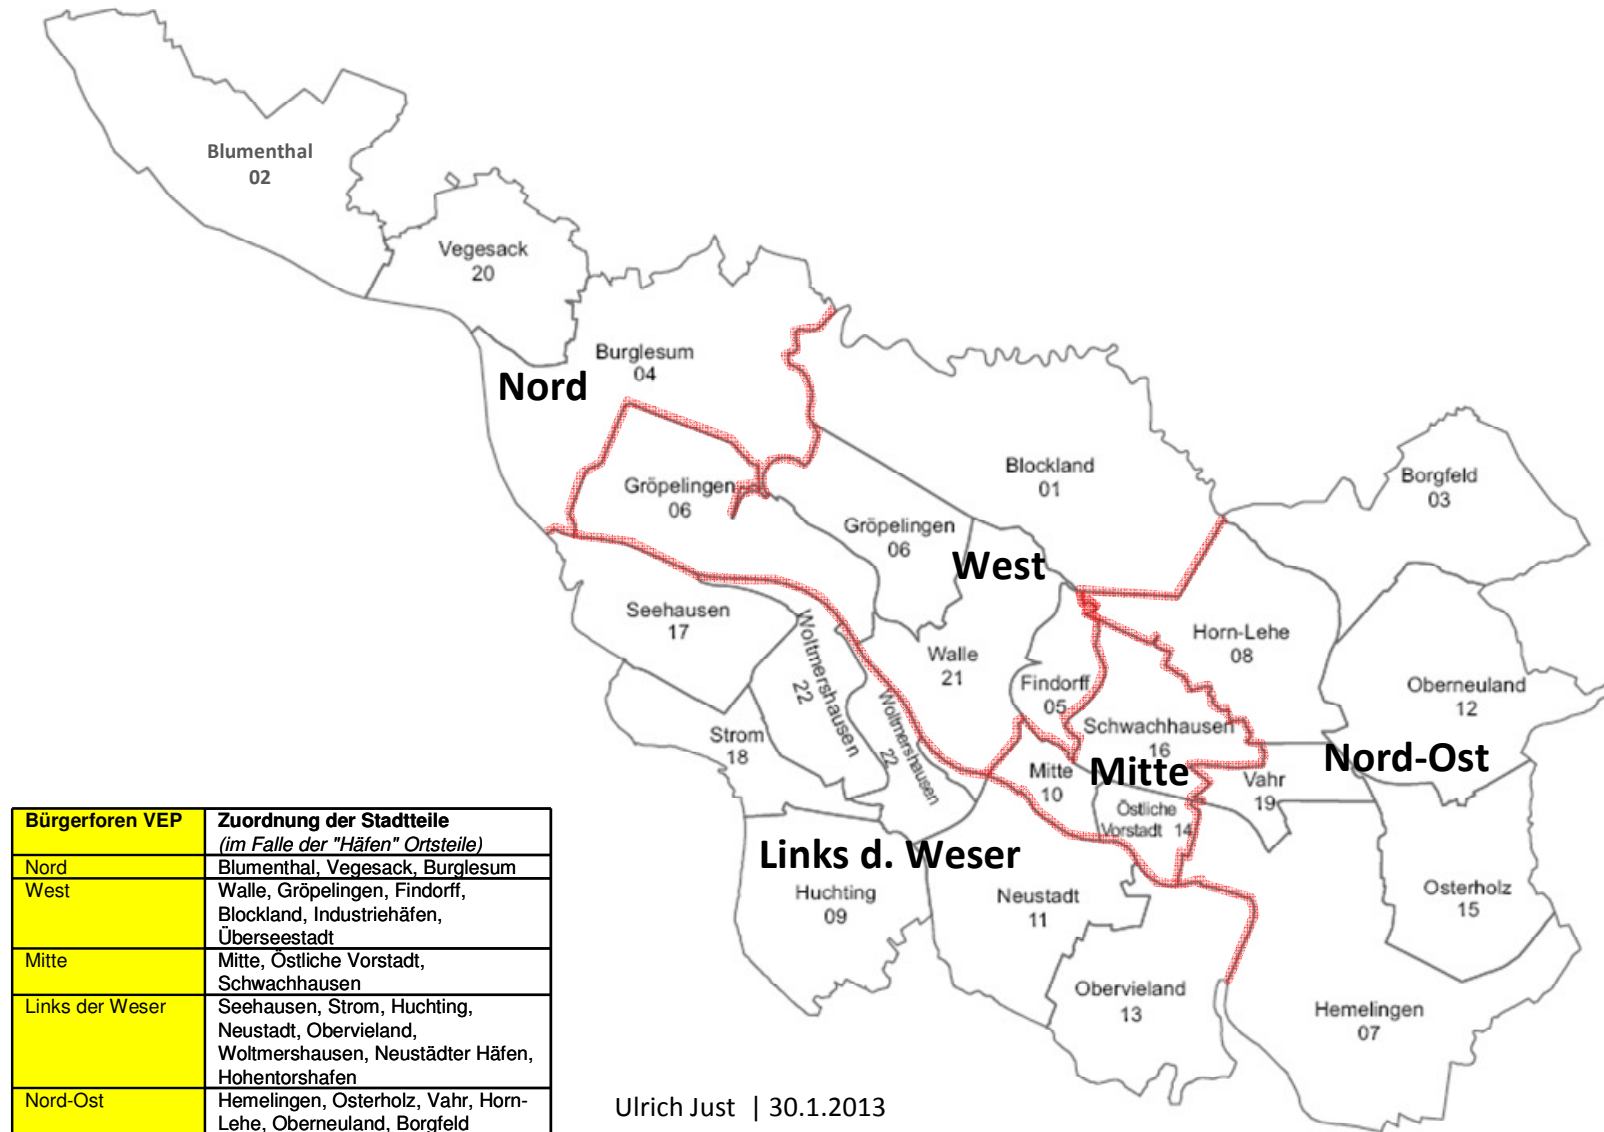 Blumenthal
02
Vegesack
20
Burglesum
04
Nord
Gröpelingen
06
Blockland
01
Borgfeld
03
Gröpelingen
06
West
Seehausen
17
Woltmershausen
22
Woltmershausen
22
Walle
21
Findorff
05
Horn-Lehe
08
Oberneuland
12
Strom
18
Schwachhausen
16
Mitte
10
Mitte
Vahr
19
Nord-Ost
Östliche
Vorstadt 14
Links d. Weser
Huchting
09
Neustadt
11
Osterholz
15
Obervieland
13
Hemelingen
07
Bürgerforen VEP
Zuordnung der Stadtteile
(im Falle der "Häfen" Ortsteile)
Nord
Blumenthal, Vegesack, Burglesum
West
Walle, Gröpelingen, Findorff,
Blockland, Industriehäfen,
Überseestadt
Mitte
Mitte, Östliche Vorstadt,
Schwachhausen
Links der Weser
Seehausen, Strom, Huchting,
Neustadt, Obervieland,
Woltmershausen, Neustädter Häfen,
Hohentorshafen
Nord-Ost
Hemelingen, Osterholz, Vahr, Horn-
Lehe, Oberneuland, Borgfeld
Ulrich Just | 30.1.2013